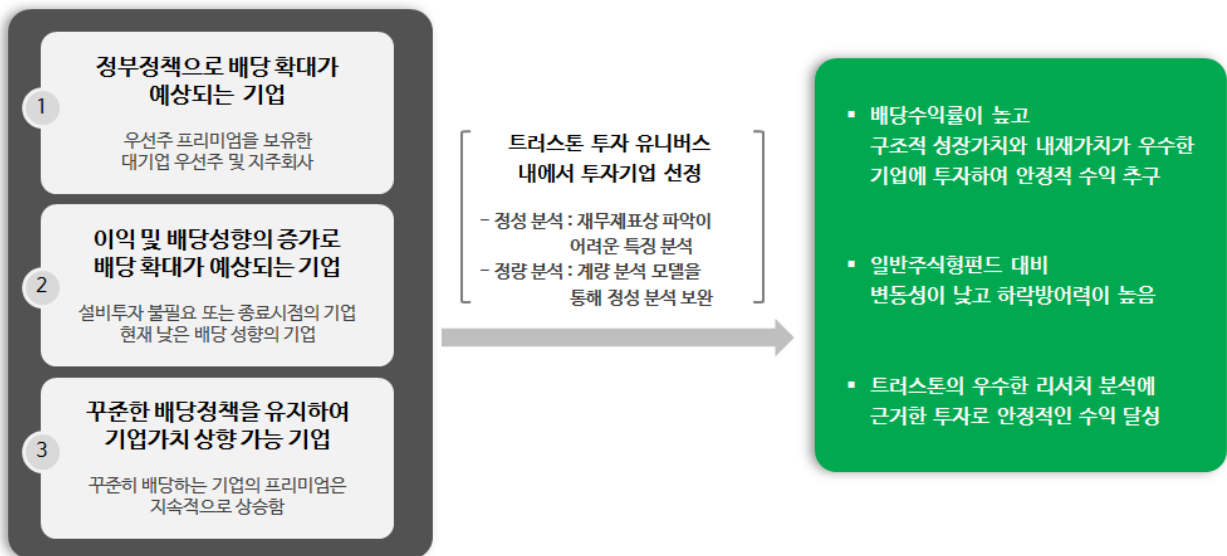 1
정부정책으로 배당 확대가
예상되는 기업
우선주 프리미엄을 보유한
대기업 우선주 및 지주회사
2
이익 및 배당성향의 증가로
배당 확대가 예상되는 기업
설비투자 불필요 또는 종료시점의 기업
현재 낮은 배당 성향의 기업
3
꾸준한 배당정책을 유지하여
기업가치 상향 가능 기업
꾸준히 배당하는 기업의 프리미엄은
지속적으로 상승함
트러스톤 투자 유니버스
내에서 투자기업 선정
- 정성 분석 : 재무제표상 파악이
어려운 특징 분석
- 정량 분석 : 계량 분석 모델을
통해 정성 분석 보완
▪ 배당수익률이 높고
구조적 성장가치와 내재가치가 우수한
기업에 투자하여 안정적 수익 추구
▪ 일반주식형펀드 대비
변동성이 낮고 하락방어력이 높음
▪ 트러스톤의 우수한 리서치 분석에
근거한 투자로 안정적인 수익 달성